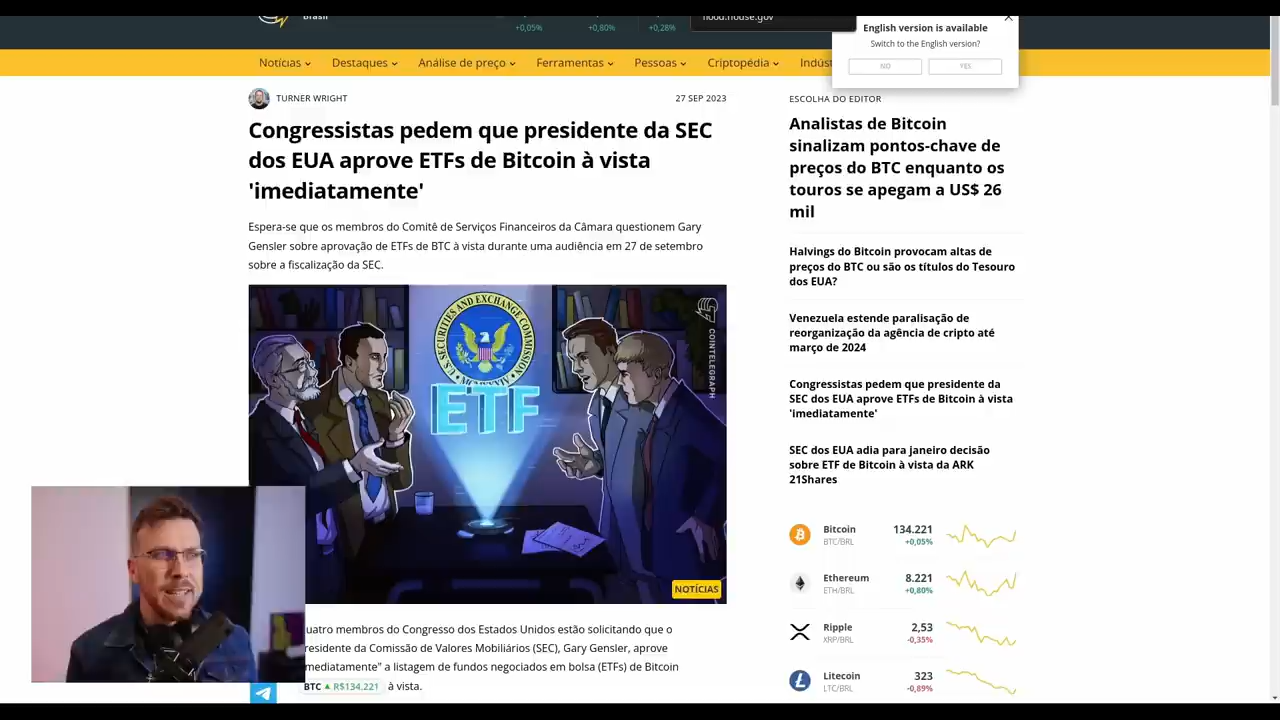 Brasil
+0,05%
+0,80%
+0,28%
flood.house.gov
English version is available
Switch to the English version?
NO
YES
Notícias
Destaques
Análise de preço
Ferramentas
Pessoas
Criptopédia
TURNER WRIGHT
27 SEP 2023
Congressistas pedem que presidente da SEC
dos EUA aprove ETFs de Bitcoin à vista
'imediatamente'
Espera-se que os membros do Comitê de Serviços Financeiros da Câmara questionem Gary
Gensler sobre aprovação de ETFs de BTC à vista durante uma audiência em 27 de setembro
sobre a fiscalização da SEC.
SECURITIES AND EXCHANGE COMMISSION
ETF
COINTELEGRAPH
NOTÍCIAS
uatro membros do Congresso dos Estados Unidos estão solicitando que o
residente da Comissão de Valores Mobiliários (SEC), Gary Gensler, aprove
mediatamente" a listagem de fundos negociados em bolsa (ETFs) de Bitcoin
BTC R$134.221 à vista.
ESCOLHA DO EDITOR
Analistas de Bitcoin
sinalizam pontos-chave de
preços do BTC enquanto os
touros se apegam a US$ 26
mil
Halvings do Bitcoin provocam altas de
preços do BTC ou são os títulos do Tesouro
dos EUA?
Venezuela estende paralisação de
reorganização da agência de cripto até
março de 2024
Congressistas pedem que presidente da
SEC dos EUA aprove ETFs de Bitcoin à vista
'imediatamente'
SEC dos EUA adia para janeiro decisão
sobre ETF de Bitcoin à vista da ARK
21Shares
Bitcoin 134.221
BTC/BRL +0,05%
Ethereum 8.221
ETH/BRL +0,80%
Ripple 2,53
XRP/BRL -0,35%
Litecoin 323
LTC/BRL -0,89%